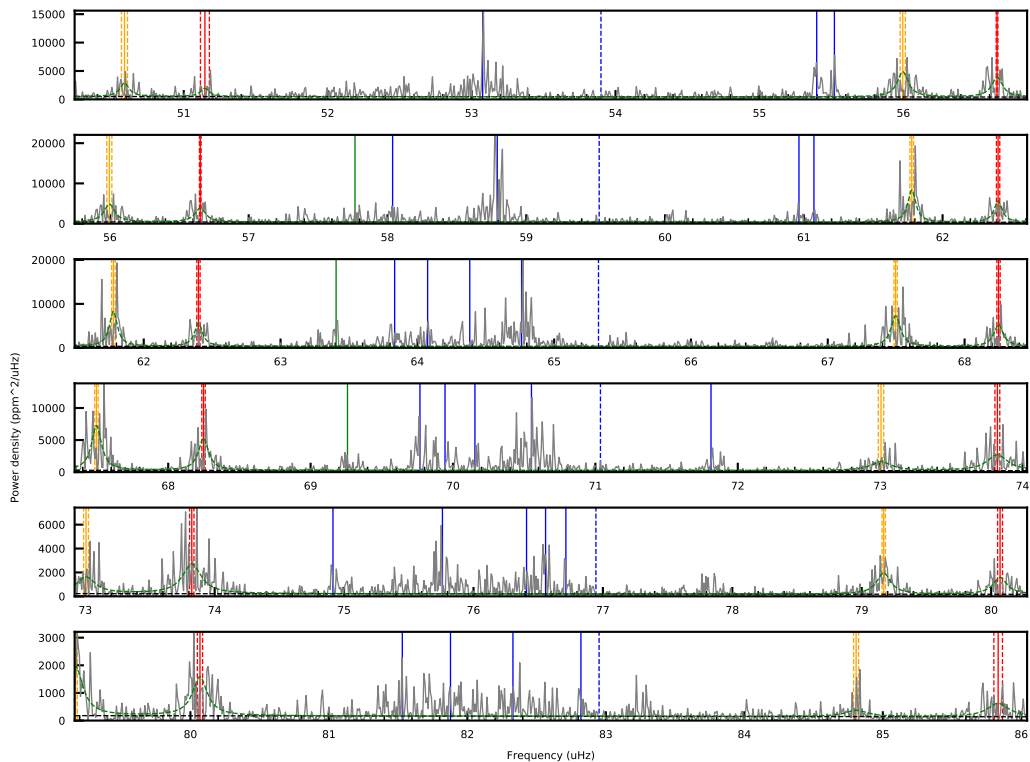 15000
10000
5000
0
51 52 53 54 55 56
20000
10000
0
56 57 58 59 60 61 62
20000
10000
0
62 63 64 65 66 67 68
10000
5000
0
68 69 70 71 72 73 74
6000
4000
2000
0
73 74 75 76 77 78 79 80
3000
2000
1000
0
80 81 82 83 84 85 86
Power density (ppm^2/uHz)
Frequency (uHz)